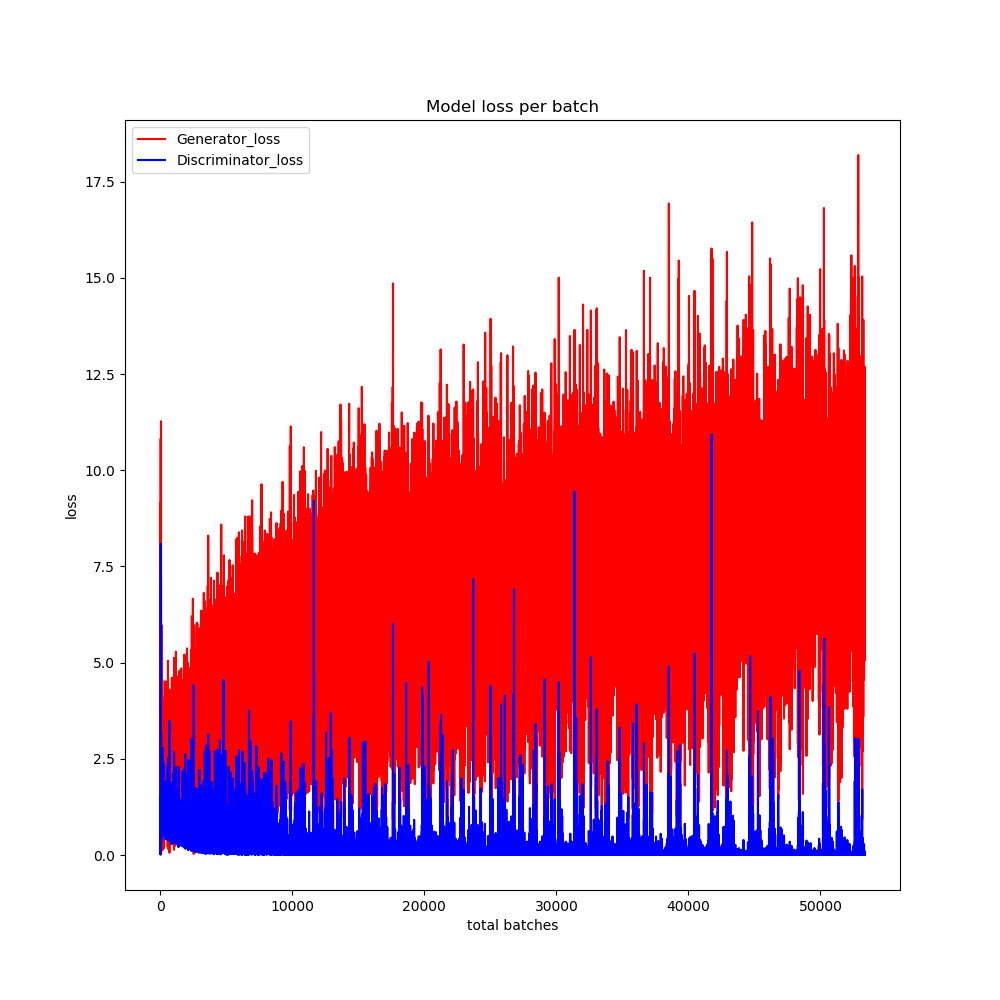 Model loss per batch
Generator_loss
Discriminator_loss
17.5
15.0
12.5
10.0
7.5
5.0
2.5
0.0
loss
0 10000 20000 30000 40000 50000
total batches